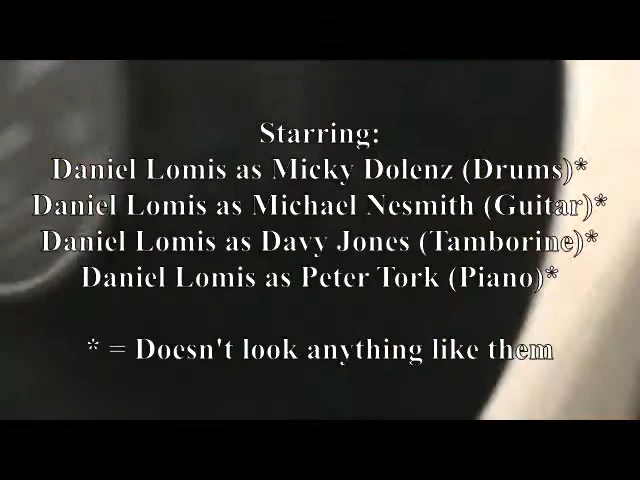 Starring:
Daniel Lomis as Micky Dolenz (Drums)*
Daniel Lomis as Michael Nesmith (Guitar)*
Daniel Lomis as Davy Jones (Tamborine)*
Daniel Lomis as Peter Tork (Piano)*
* = Doesn't look anything like them